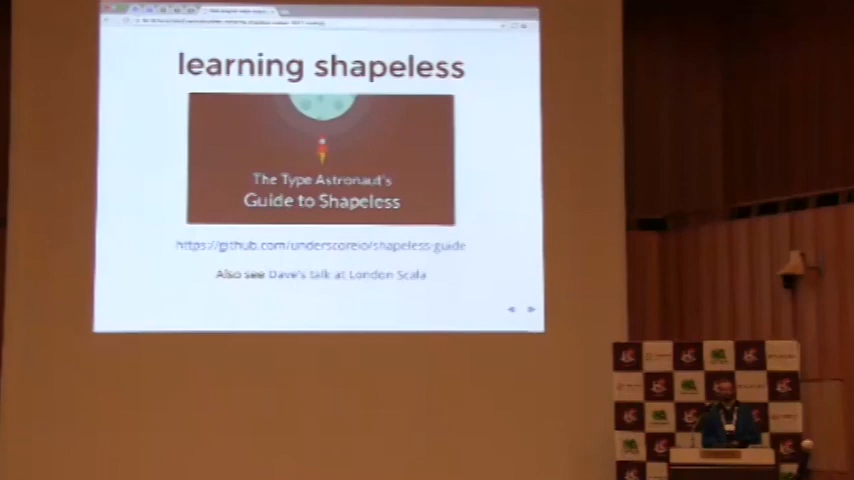 learning shapeless
The Type Astronaut's
Guide to Shapeless
https://github.com/underscoreio/shapeless-guide
Also see Dave's talk at London Scala